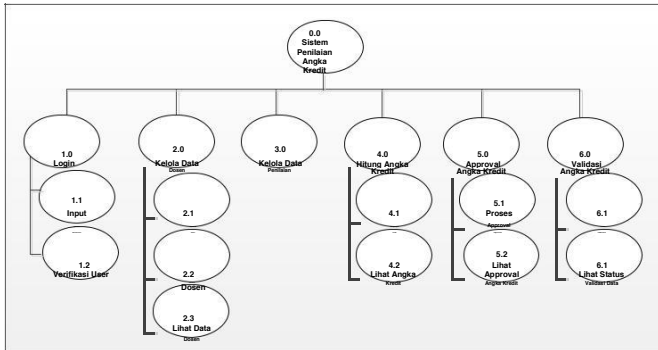 0.0
Sistem
Penilaian
Angka
Kredit
1.0
Login
2.0
Kelola Data
Dosen
3.0
Kelola Data
Penilaian
4.0
Hitung Angka
Kredit
5.0
Approval
Angka Kredit
6.0
Validasi
Angka Kredit
1.1
Input
1.2
Verifikasi User
2.1
2.2
Dosen
2.3
Lihat Data
Dosen
4.1
4.2
Lihat Angka
Kredit
5.1
Proses
Approval
5.2
Lihat
Approval
Angka Kredit
6.1
6.1
Lihat Status
Validasi Data